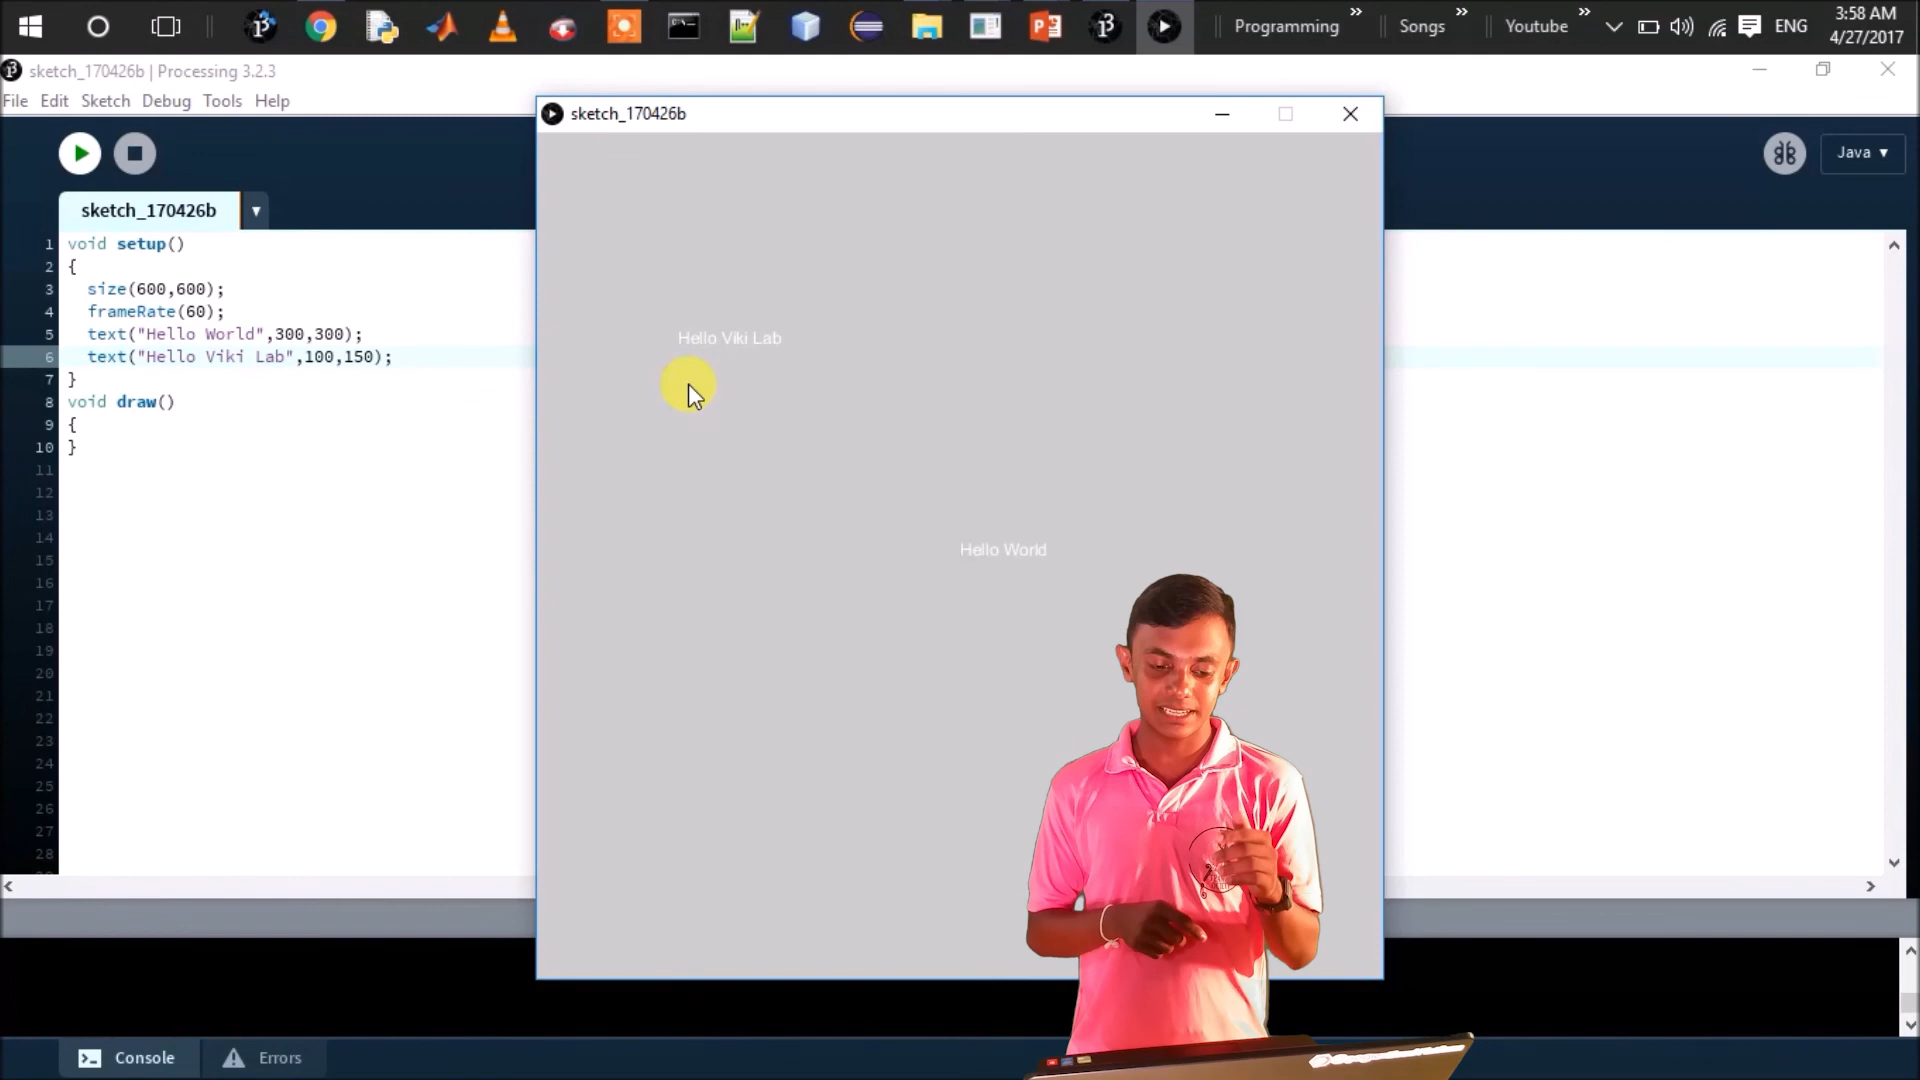 Programming
Songs
Youtube
ENG
3:58 AM
4/27/2017
sketch_170426b | Processing 3.2.3
File Edit Sketch Debug Tools Help
sketch_170426b
Java
sketch_170426b
1 void setup()
2 {
3 size(600,600);
4 frameRate(60);
5 text("Hello World",300,300);
6 text("Hello Viki Lab",100,150);
7 }
8 void draw()
9 {
10 }
11
12
13
14
15
16
17
18
19
20
21
22
23
24
25
26
27
28
Hello Viki Lab
Hello World
Console
Errors